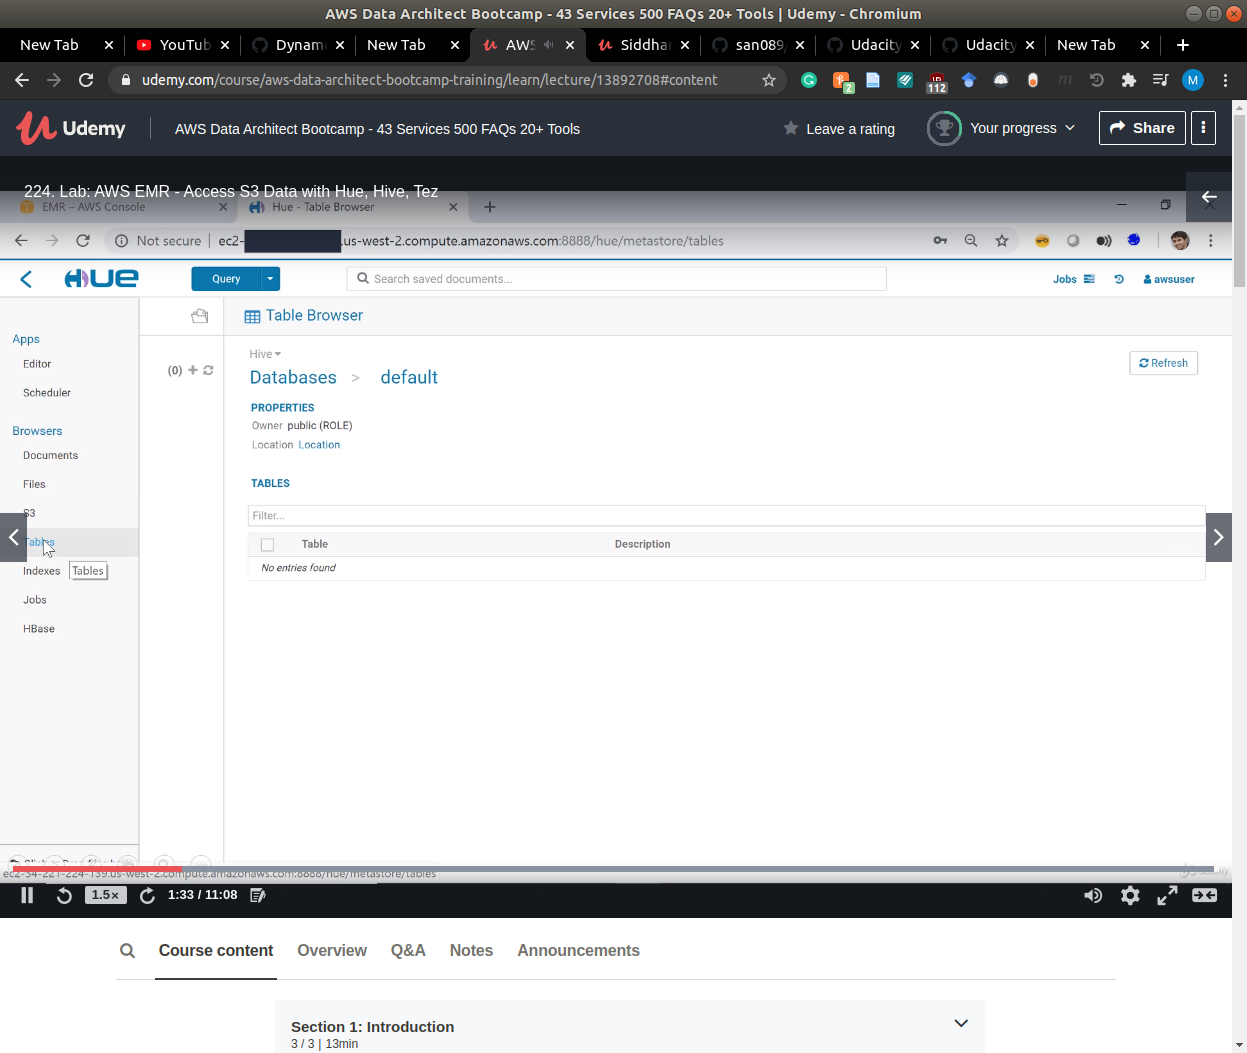 AWS Data Architect Bootcamp - 43 Services 500 FAQs 20+ Tools | Udemy - Chromium
New Tab
YouTub
Dynam
New Tab
AWS
Siddhar
san089
Udacity
Udacity
New Tab
udemy.com/course/aws-data-architect-bootcamp-training/learn/lecture/13892708#content
2
112
M
Udemy
AWS Data Architect Bootcamp - 43 Services 500 FAQs 20+ Tools
Leave a rating
Your progress
Share
224. Lab: AWS EMR - Access S3 Data with Hue, Hive, Tez
EMR – AWS Console
Hue - Table Browser
Not secure
ec2-
.us-west-2.compute.amazonaws.com:8888/hue/metastore/tables
HUE
Query
Search saved documents...
Jobs
awsuser
Table Browser
Apps
Editor
Scheduler
Browsers
Documents
Files
S3
Tables
Indexes
Tables
Jobs
HBase
(0)
Hive
Databases > default
Refresh
PROPERTIES
Owner public (ROLE)
Location Location
TABLES
Filter...
Table Description
No entries found
ec2-54-221-224-139.us-west-2.compute.amazonaws.com:8888/hue/metastore/tables
1.5×
1:33 / 11:08
Course content
Overview
Q&A
Notes
Announcements
Section 1: Introduction
3 / 3 | 13min